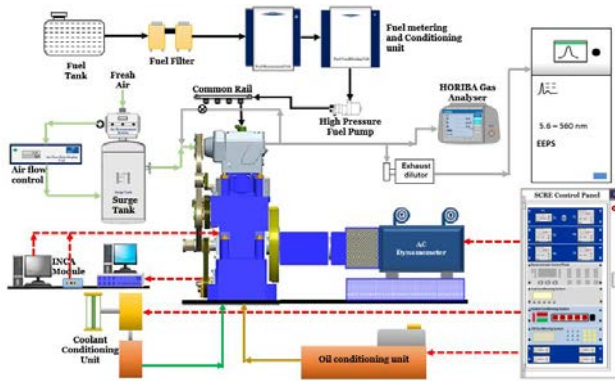 Fuel
Tank
Fuel Filter
Fuel metering
and Conditioning
unit
Fresh
Air
Common Rail
High Pressure
Fuel Pump
HORIBA Gas
Analyser
5.6 – 560 nm
EEPS
Air flow
control
Surge Tank
Surge
Tank
Exhaust
dilutor
SCRE Control Panel
INCA
Module
AC
Dynamometer
Coolant
Conditioning
Unit
Oil conditioning unit